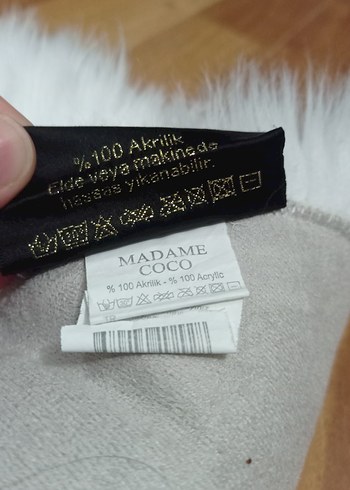 %100 Akrilik
Elde veya makinede
hassas yıkanabilir.
MADAME
COCO
% 100 Akrilik - % 100 Acrylic